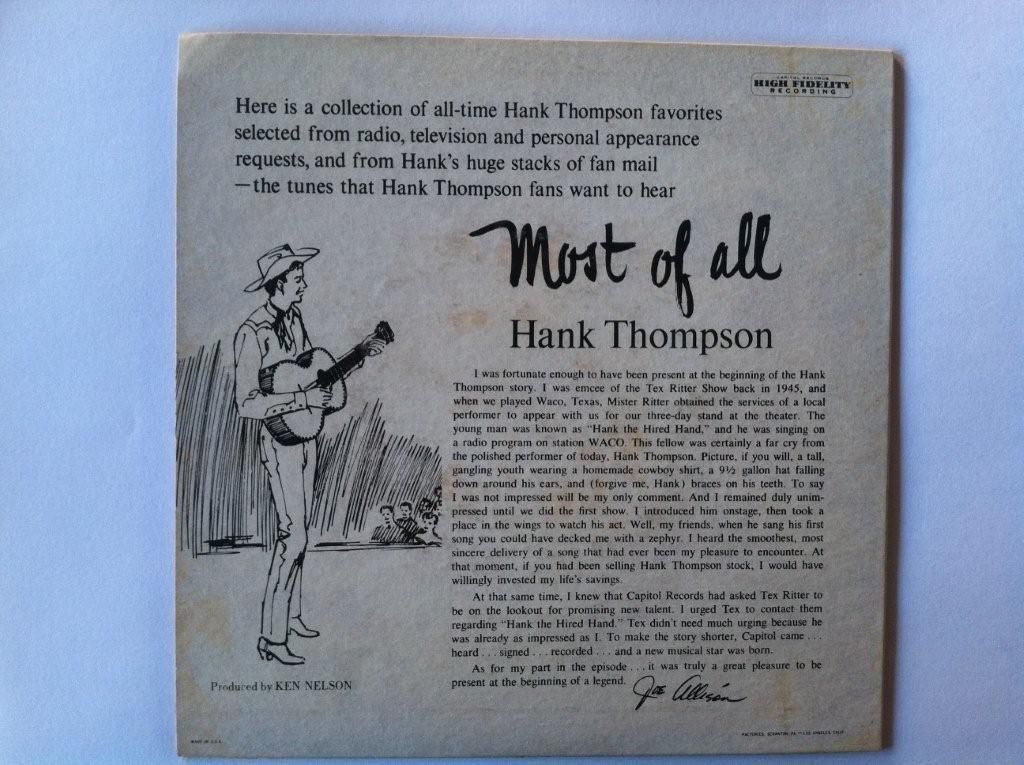 CAPITOL RECORDS
HIGH FIDELITY
RECORDING
Here is a collection of all-time Hank Thompson favorites
selected from radio, television and personal appearance
requests, and from Hank's huge stacks of fan mail
—the tunes that Hank Thompson fans want to hear
Most of all
Hank Thompson
I was fortunate enough to have been present at the beginning of the Hank
Thompson story. I was emcee of the Tex Ritter Show back in 1945, and
when we played Waco, Texas, Mister Ritter obtained the services of a local
performer to appear with us for our three-day stand at the theater. The
young man was known as "Hank the Hired Hand," and he was singing on
a radio program on station WACO. This fellow was certainly a far cry from
the polished performer of today, Hank Thompson. Picture, if you will, a tall,
gangling youth wearing a homemade cowboy shirt, a 9½ gallon hat falling
down around his ears, and (forgive me, Hank) braces on his teeth. To say
I was not impressed will be my only comment. And I remained duly unim-
pressed until we did the first show. I introduced him onstage, then took a
place in the wings to watch his act. Well, my friends, when he sang his first
song you could have decked me with a zephyr. I heard the smoothest, most
sincere delivery of a song that had ever been my pleasure to encounter. At
that moment, if you had been selling Hank Thompson stock, I would have
willingly invested my life's savings.
At that same time, I knew that Capitol Records had asked Tex Ritter to
be on the lookout for promising new talent. I urged Tex to contact them
regarding "Hank the Hired Hand." Tex didn't need much urging because he
was already as impressed as I. To make the story shorter, Capitol came . . .
heard . . . signed . . . recorded . . . and a new musical star was born.
As for my part in the episode . . . it was truly a great pleasure to be
present at the beginning of a legend.
Joe Allison
Produced by KEN NELSON
MADE IN U.S.A.
FACTORIES: SCRANTON, PA. — LOS ANGELES, CALIF.